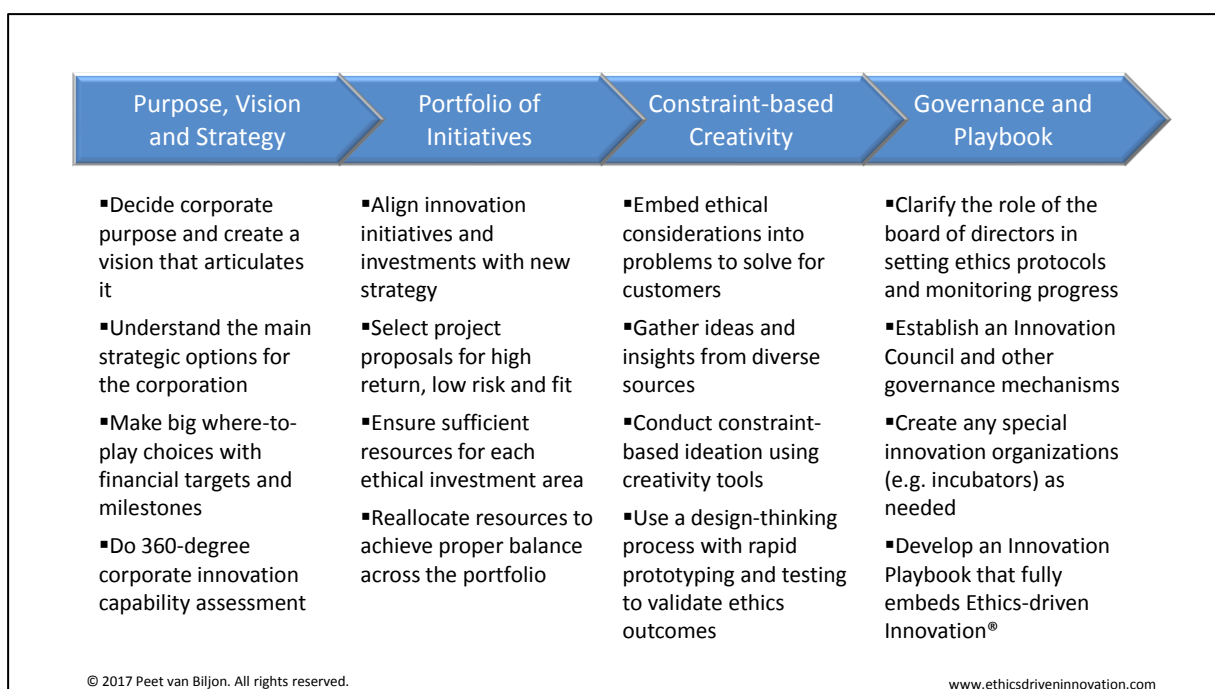 Purpose, Vision
and Strategy
Portfolio of
Initiatives
Constraint-based
Creativity
Governance and
Playbook
▪Decide corporate
purpose and create a
vision that articulates
it
▪Understand the main
strategic options for
the corporation
▪Make big where-to-
play choices with
financial targets and
milestones
▪Do 360-degree
corporate innovation
capability assessment
▪Align innovation
initiatives and
investments with new
strategy
▪Select project
proposals for high
return, low risk and fit
▪Ensure sufficient
resources for each
ethical investment area
▪Reallocate resources to
achieve proper balance
across the portfolio
▪Embed ethical
considerations into
problems to solve for
customers
▪Gather ideas and
insights from diverse
sources
▪Conduct constraint-
based ideation using
creativity tools
▪Use a design-thinking
process with rapid
prototyping and testing
to validate ethics
outcomes
▪Clarify the role of the
board of directors in
setting ethics protocols
and monitoring progress
▪Establish an Innovation
Council and other
governance mechanisms
▪Create any special
innovation organizations
(e.g. incubators) as
needed
▪Develop an Innovation
Playbook that fully
embeds Ethics-driven
Innovation®
© 2017 Peet van Biljon. All rights reserved.
www.ethicsdriveninnovation.com